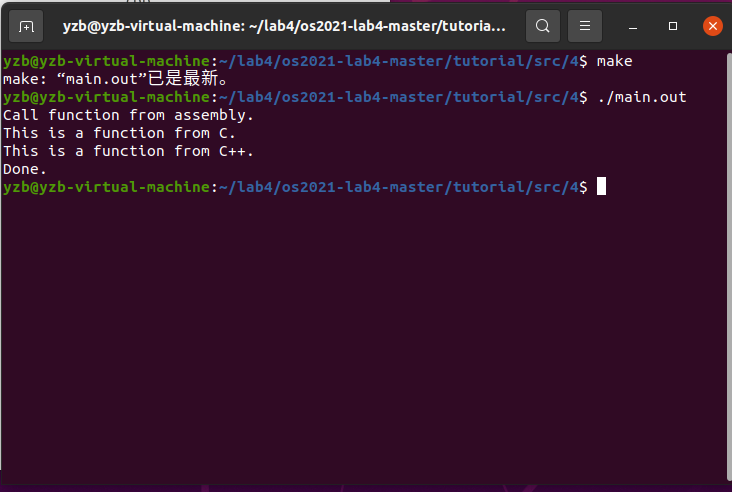 yzb@yzb-virtual-machine: ~/lab4/os2021-lab4-master/tutoria...
yzb@yzb-virtual-machine:~/lab4/os2021-lab4-master/tutorial/src/4$ make
make: “main.out”已是最新。
yzb@yzb-virtual-machine:~/lab4/os2021-lab4-master/tutorial/src/4$ ./main.out
Call function from assembly.
This is a function from C.
This is a function from C++.
Done.
yzb@yzb-virtual-machine:~/lab4/os2021-lab4-master/tutorial/src/4$